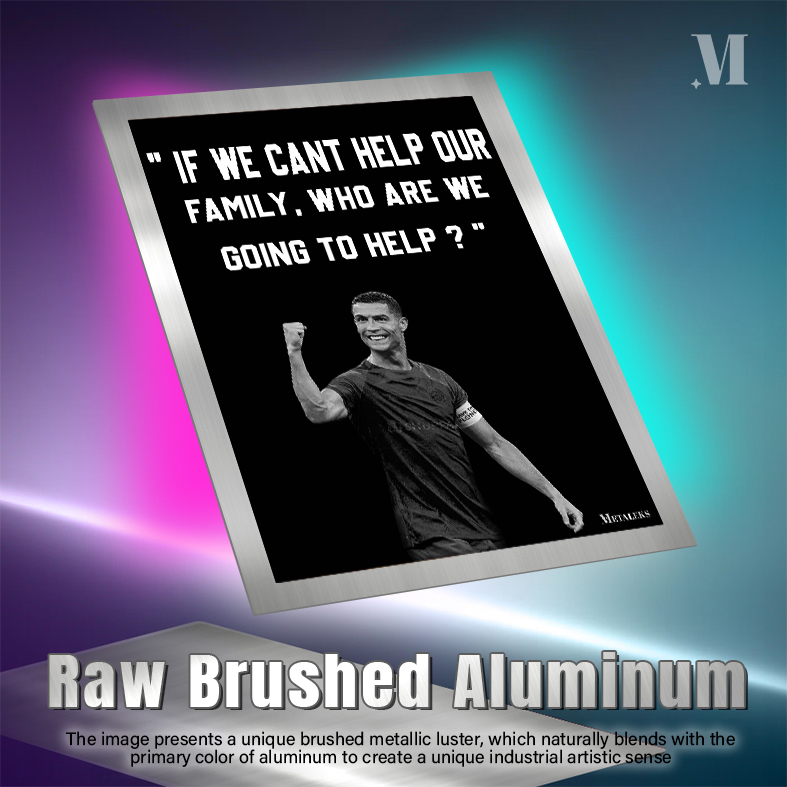 M
" IF WE CANT HELP OUR
FAMILY, WHO ARE WE
GOING TO HELP ? "
METALEKS
Raw Brushed Aluminum
The image presents a unique brushed metallic luster, which naturally blends with the
primary color of aluminum to create a unique industrial artistic sense